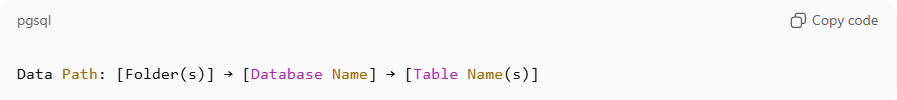 pgsql Copy code
Data Path: [Folder(s)] → [Database Name] → [Table Name(s)]